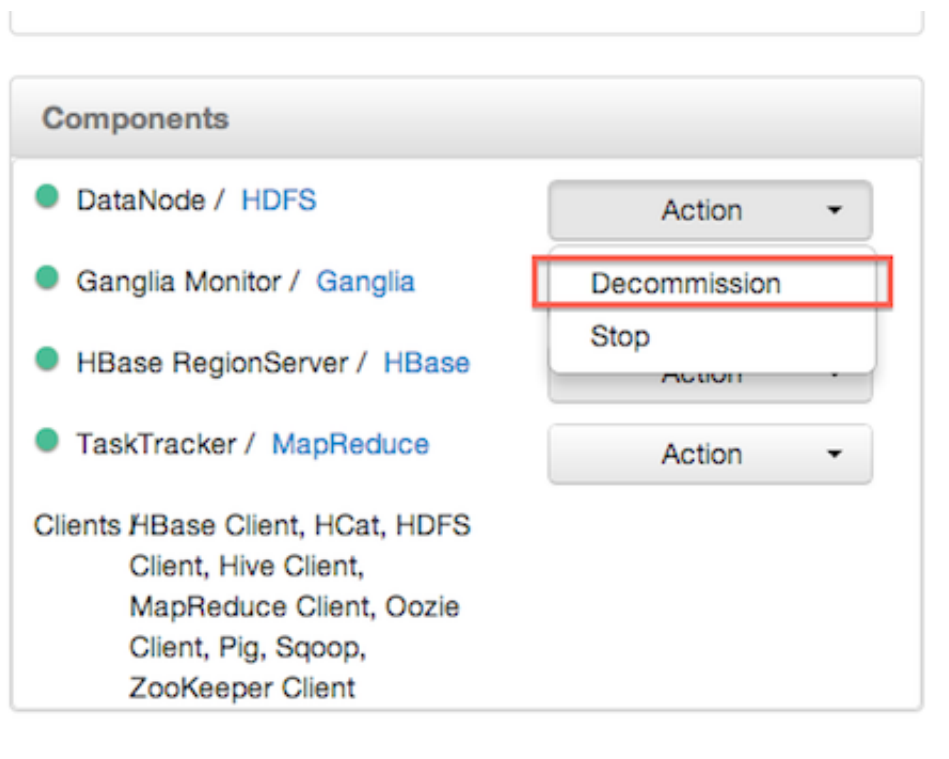 Components
DataNode / HDFS
Action
Ganglia Monitor / Ganglia
Decommission
Stop
HBase RegionServer / HBase
Action
TaskTracker / MapReduce
Action
Clients /HBase Client, HCat, HDFS
Client, Hive Client,
MapReduce Client, Oozie
Client, Pig, Sqoop,
ZooKeeper Client